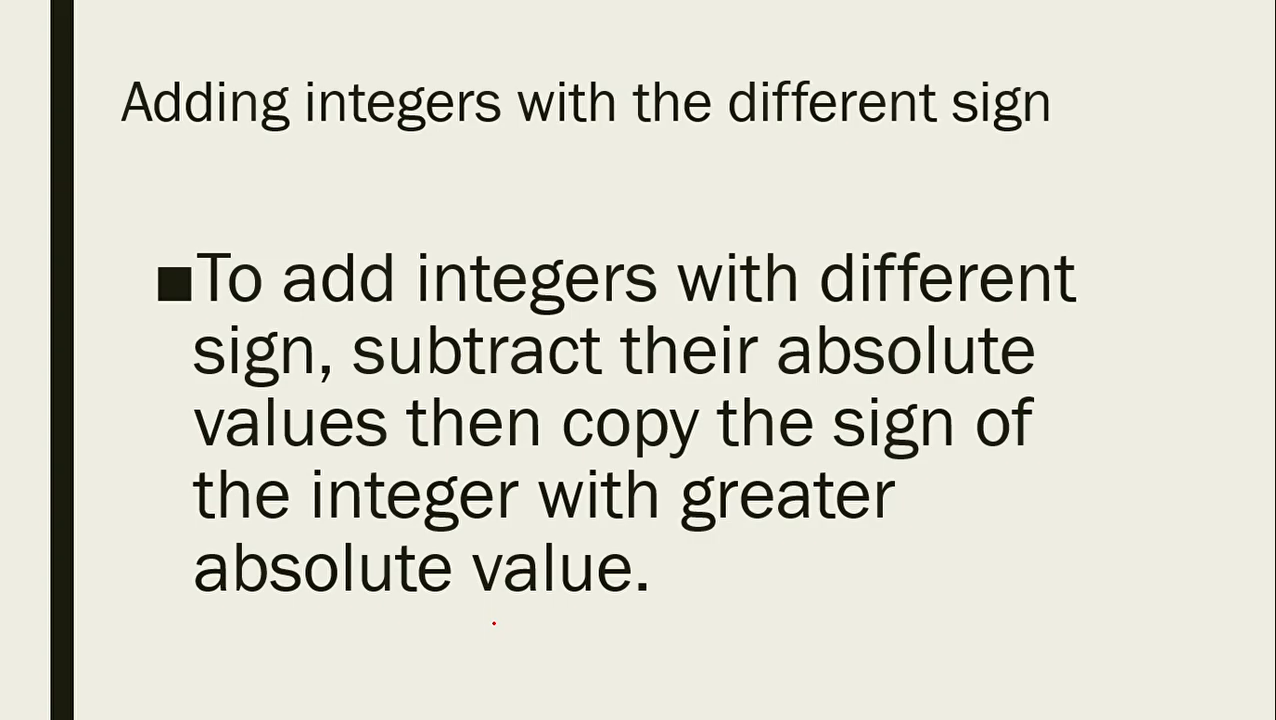 Adding integers with the different sign
■To add integers with different
sign, subtract their absolute
values then copy the sign of
the integer with greater
absolute value.